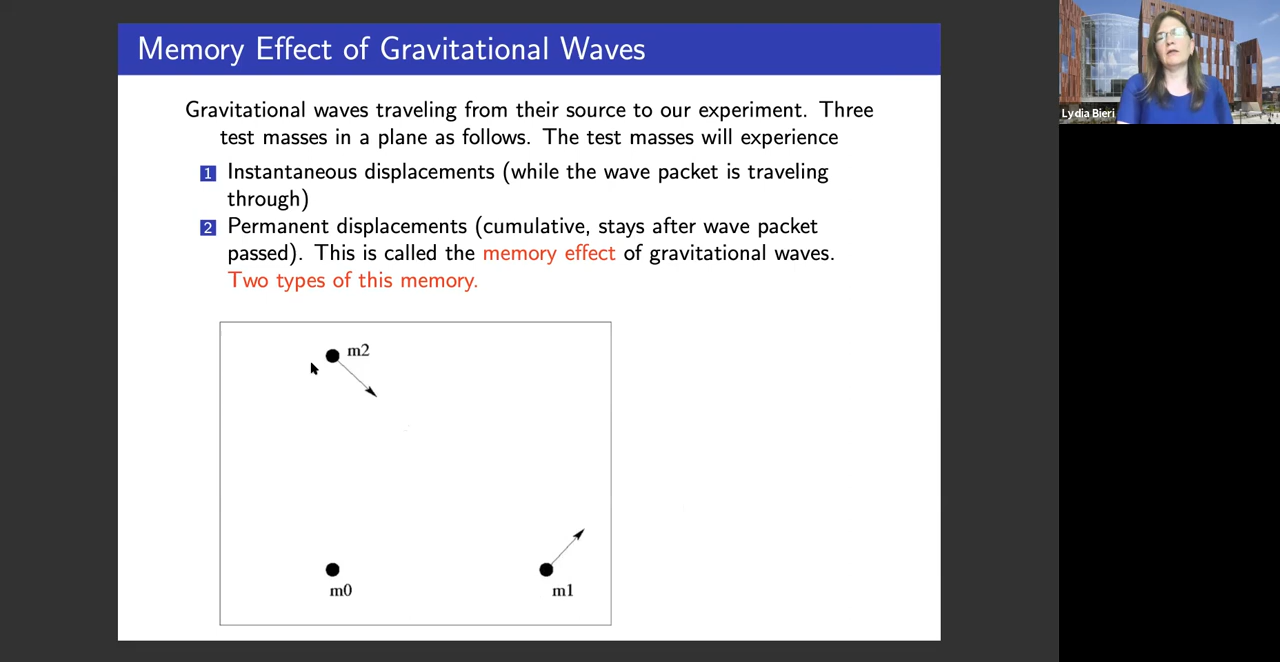 Memory Effect of Gravitational Waves
Gravitational waves traveling from their source to our experiment. Three
test masses in a plane as follows. The test masses will experience
1 Instantaneous displacements (while the wave packet is traveling
through)
2 Permanent displacements (cumulative, stays after wave packet
passed). This is called the memory effect of gravitational waves.
Two types of this memory.
m2
m0
m1
Lydia Bieri